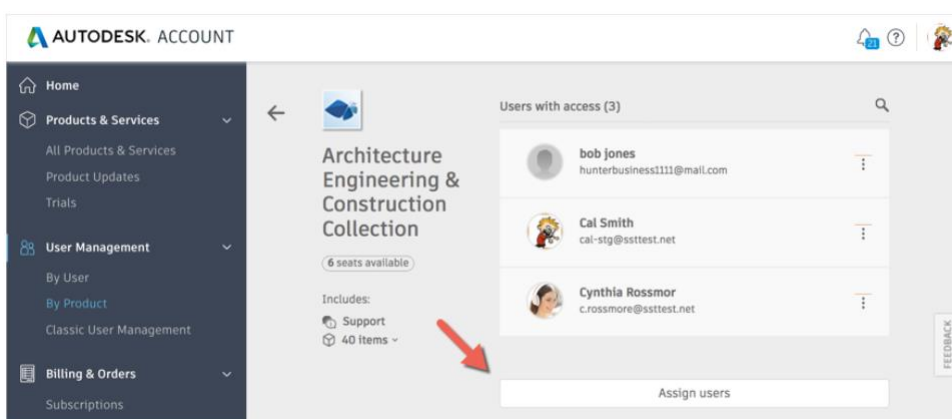 AUTODESK. ACCOUNT
21
?
Home
Products & Services
All Products & Services
Product Updates
Trials
User Management
By User
By Product
Classic User Management
Billing & Orders
Subscriptions
Architecture
Engineering &
Construction
Collection
6 seats available
Includes:
Support
40 items
Users with access (3)
bob jones
hunterbusiness1111@mail.com
Cal Smith
cal-stg@ssttest.net
Cynthia Rossmor
c.rossmore@ssttest.net
Assign users
FEEDBACK